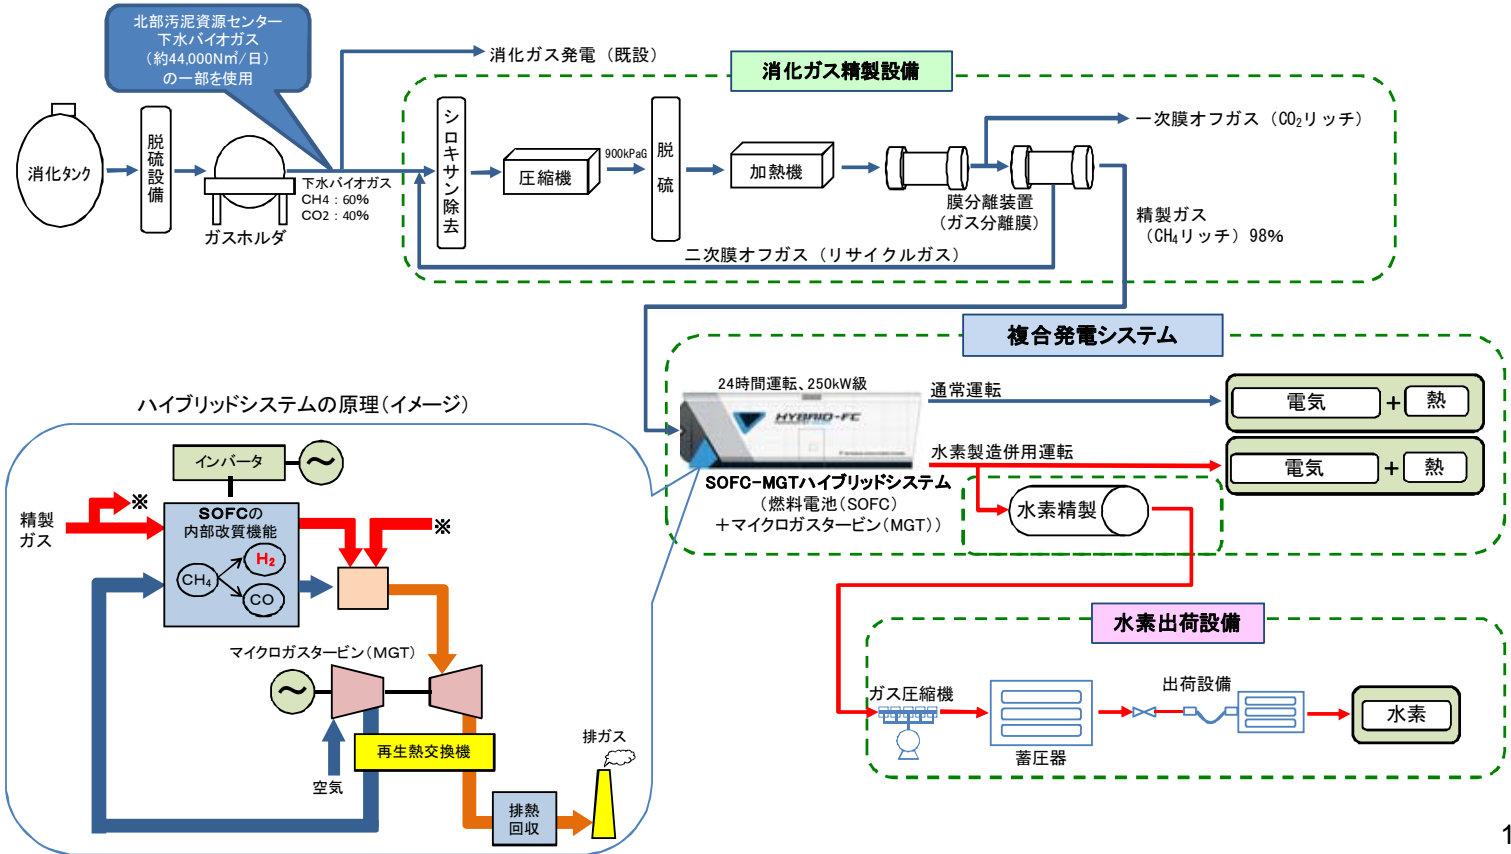 北部汚泥資源センター
下水バイオガス
（約44,000N㎥/日）
の一部を使用
消化ガス発電（既設）
消化ガス精製設備
消化タンク
脱硫設備
ガスホルダ
下水バイオガス
CH4：60%
CO2：40%
シロキサン除去
圧縮機
900kPaG
脱硫
加熱機
膜分離装置
（ガス分離膜）
一次膜オフガス（CO₂リッチ）
精製ガス
（CH₄リッチ）98%
二次膜オフガス（リサイクルガス）
複合発電システム
24時間運転、250kW級
HYBRID-FC
通常運転
電気
+
熱
水素製造併用運転
電気
+
熱
SOFC-MGTハイブリッドシステム
（燃料電池（SOFC）
＋マイクロガスタービン（MGT））
水素精製
水素出荷設備
ガス圧縮機
蓄圧器
出荷設備
水素
ハイブリッドシステムの原理（イメージ）
インバータ
～
※
精製
ガス
SOFCの
内部改質機能
CH₄
H₂
CO
※
マイクロガスタービン（MGT）
～
再生熱交換機
空気
排熱
回収
排ガス
1